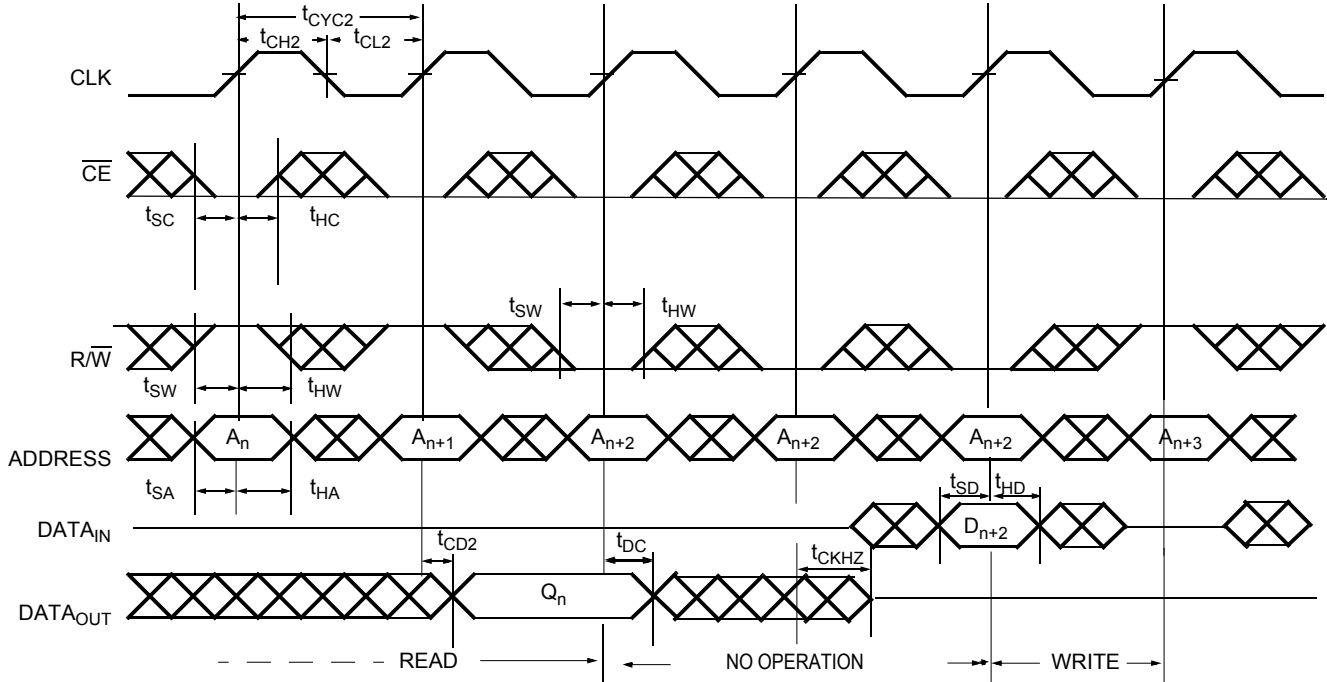 tCYC2
tCH2 tCL2
CLK
CE
tSC tHC
tSW tHW
R/W
tSW tHW
An An+1 An+2 An+2 An+2 An+3
ADDRESS
tSA tHA tSD tHD
DATAIN Dn+2
tCD2 tDC tCKHZ
Qn
DATAOUT
READ NO OPERATION WRITE